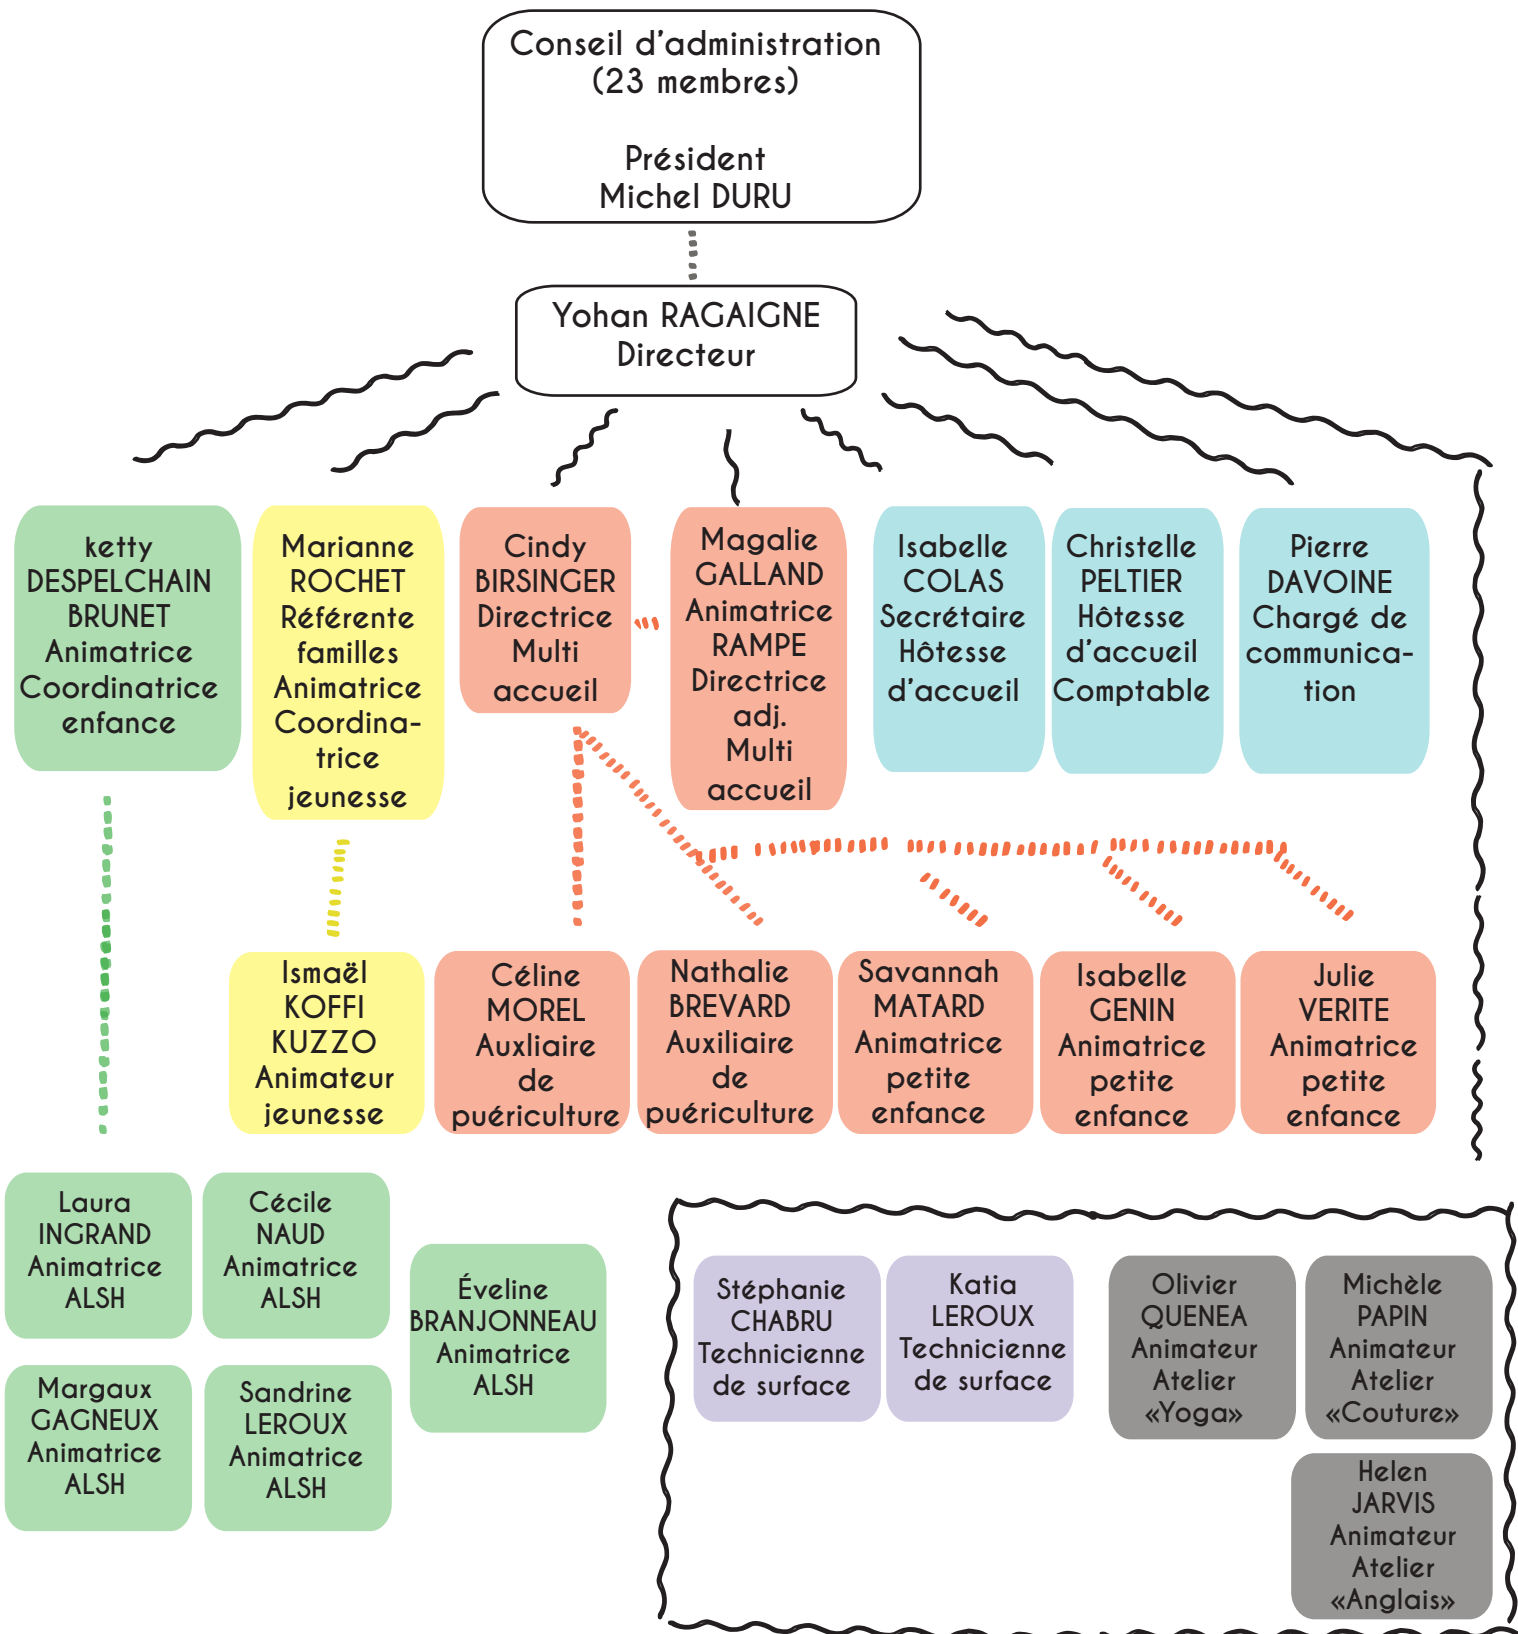 Conseil d'administration
(23 membres)
Président
Michel DURU
Yohan RAGAIGNE
Directeur
ketty
DESPELCHAIN
BRUNET
Animatrice
Coordinatrice
enfance
Marianne
ROCHET
Référente
familles
Animatrice
Coordina-
trice
jeunesse
Cindy
BIRSINGER
Directrice
Multi
accueil
Magalie
GALLAND
Animatrice
RAMPE
Directrice
adj.
Multi
accueil
Isabelle
COLAS
Secrétaire
Hôtesse
d'accueil
Christelle
PELTIER
Hôtesse
d'accueil
Comptable
Pierre
DAVOINE
Chargé de
communica-
tion
Ismaël
KOFFI
KUZZO
Animateur
jeunesse
Céline
MOREL
Auxliaire
de
puériculture
Nathalie
BREVARD
Auxiliaire
de
puériculture
Savannah
MATARD
Animatrice
petite
enfance
Isabelle
GENIN
Animatrice
petite
enfance
Julie
VERITE
Animatrice
petite
enfance
Laura
INGRAND
Animatrice
ALSH
Cécile
NAUD
Animatrice
ALSH
Éveline
BRANJONNEAU
Animatrice
ALSH
Margaux
GAGNEUX
Animatrice
ALSH
Sandrine
LEROUX
Animatrice
ALSH
Stéphanie
CHABRU
Technicienne
de surface
Katia
LEROUX
Technicienne
de surface
Olivier
QUENEA
Animateur
Atelier
«Yoga»
Michèle
PAPIN
Animateur
Atelier
«Couture»
Helen
JARVIS
Animateur
Atelier
«Anglais»